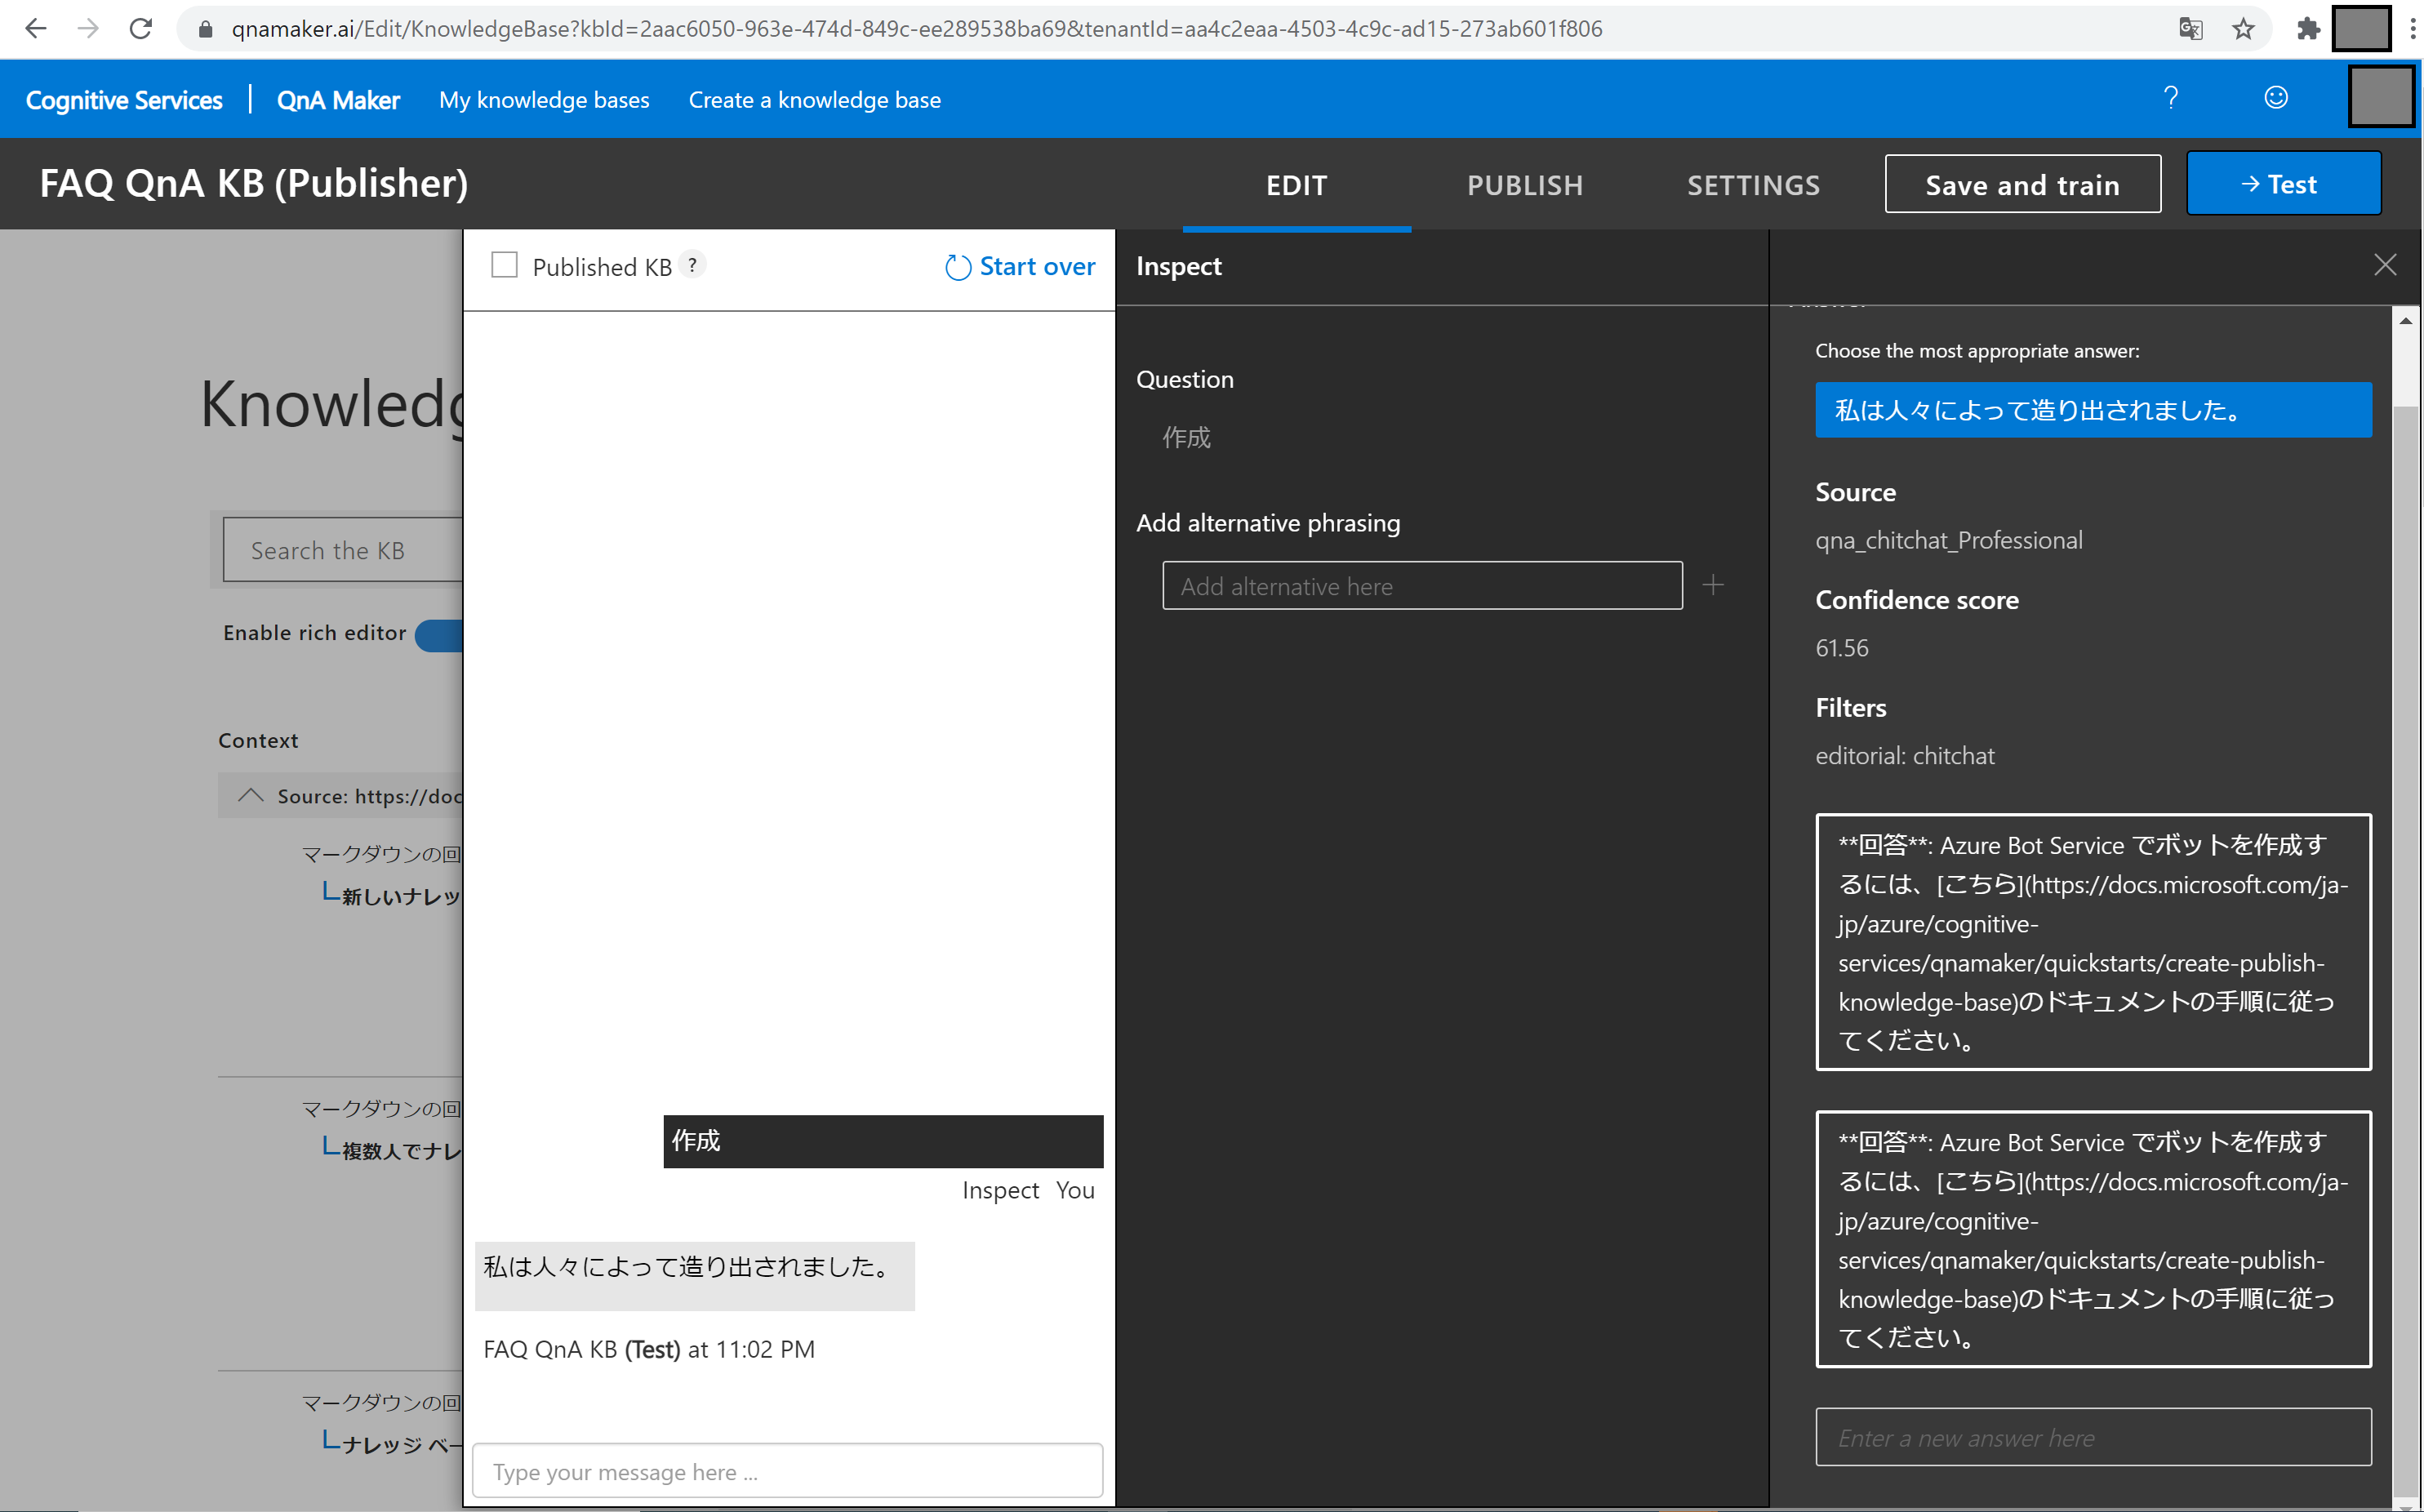 qnamaker.ai/Edit/KnowledgeBase?kbId=2aac6050-963e-474d-849c-ee289538ba69&tenantId=aa4c2eaa-4503-4c9c-ad15-273ab601f806
Cognitive Services | QnA Maker My knowledge bases Create a knowledge base ?
FAQ QnA KB (Publisher) EDIT PUBLISH SETTINGS Save and train → Test
Knowledg
Search the KB
Enable rich editor
Context
Source: https://doc
マークダウンの回
新しいナレッ
マークダウンの回
複数人でナレ
マークダウンの回
ナレッジ ベー
Published KB ? Start over
作成
Inspect You
私は人々によって造り出されました。
FAQ QnA KB (Test) at 11:02 PM
Type your message here ...
Inspect
Question
作成
Add alternative phrasing
Add alternative here
Choose the most appropriate answer:
私は人々によって造り出されました。
Source
qna_chitchat_Professional
Confidence score
61.56
Filters
editorial: chitchat
**回答**: Azure Bot Service でボットを作成す
るには、[こちら](https://docs.microsoft.com/ja-
jp/azure/cognitive-
services/qnamaker/quickstarts/create-publish-
knowledge-base)のドキュメントの手順に従っ
てください。
**回答**: Azure Bot Service でボットを作成す
るには、[こちら](https://docs.microsoft.com/ja-
jp/azure/cognitive-
services/qnamaker/quickstarts/create-publish-
knowledge-base)のドキュメントの手順に従っ
てください。
Enter a new answer here